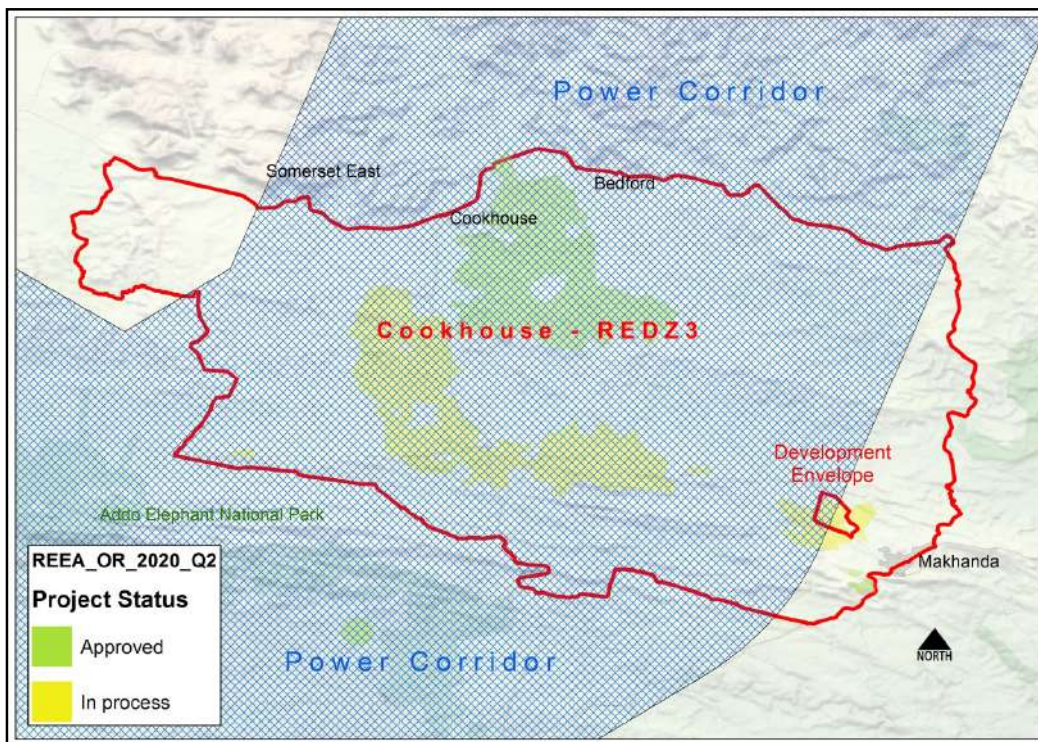 Power Corridor
Somerset East
Bedford
Cookhouse
Cookhouse - REDZ3
Development
Envelope
Addo Elephant National Park
Makhanda
REEA_OR_2020_Q2
Project Status
Approved
In process
Power Corridor
NORTH